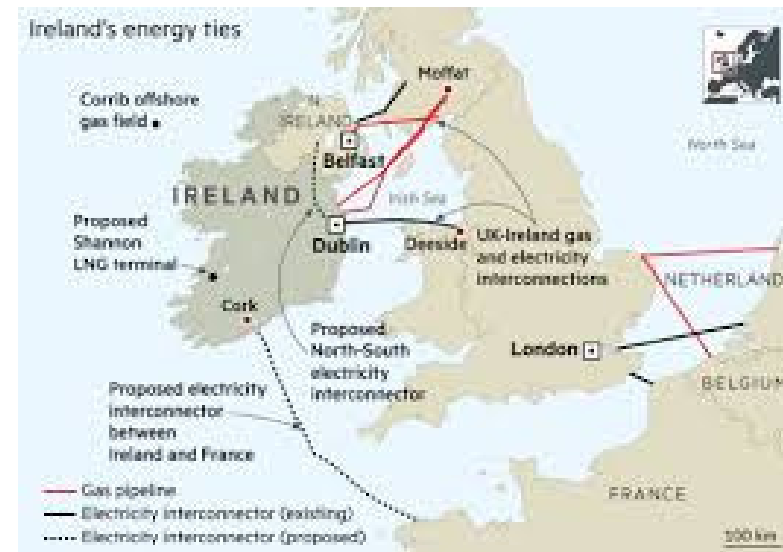 Ireland's energy ties
Moffat
Corrib offshore
gas field
N.
IRELAND
North Sea
Belfast
IRELAND
Irish Sea
Proposed
Shannon
LNG terminal
Dublin
Deeside
UK-Ireland gas
and electricity
interconnections
NETHERLAND
Cork
Proposed
North-South
electricity
interconnector
London
BELGIUM
Proposed electricity
interconnector
between
Ireland and France
Gas pipeline
FRANCE
Electricity interconnector (existing)
Electricity interconnector (proposed)
100 km